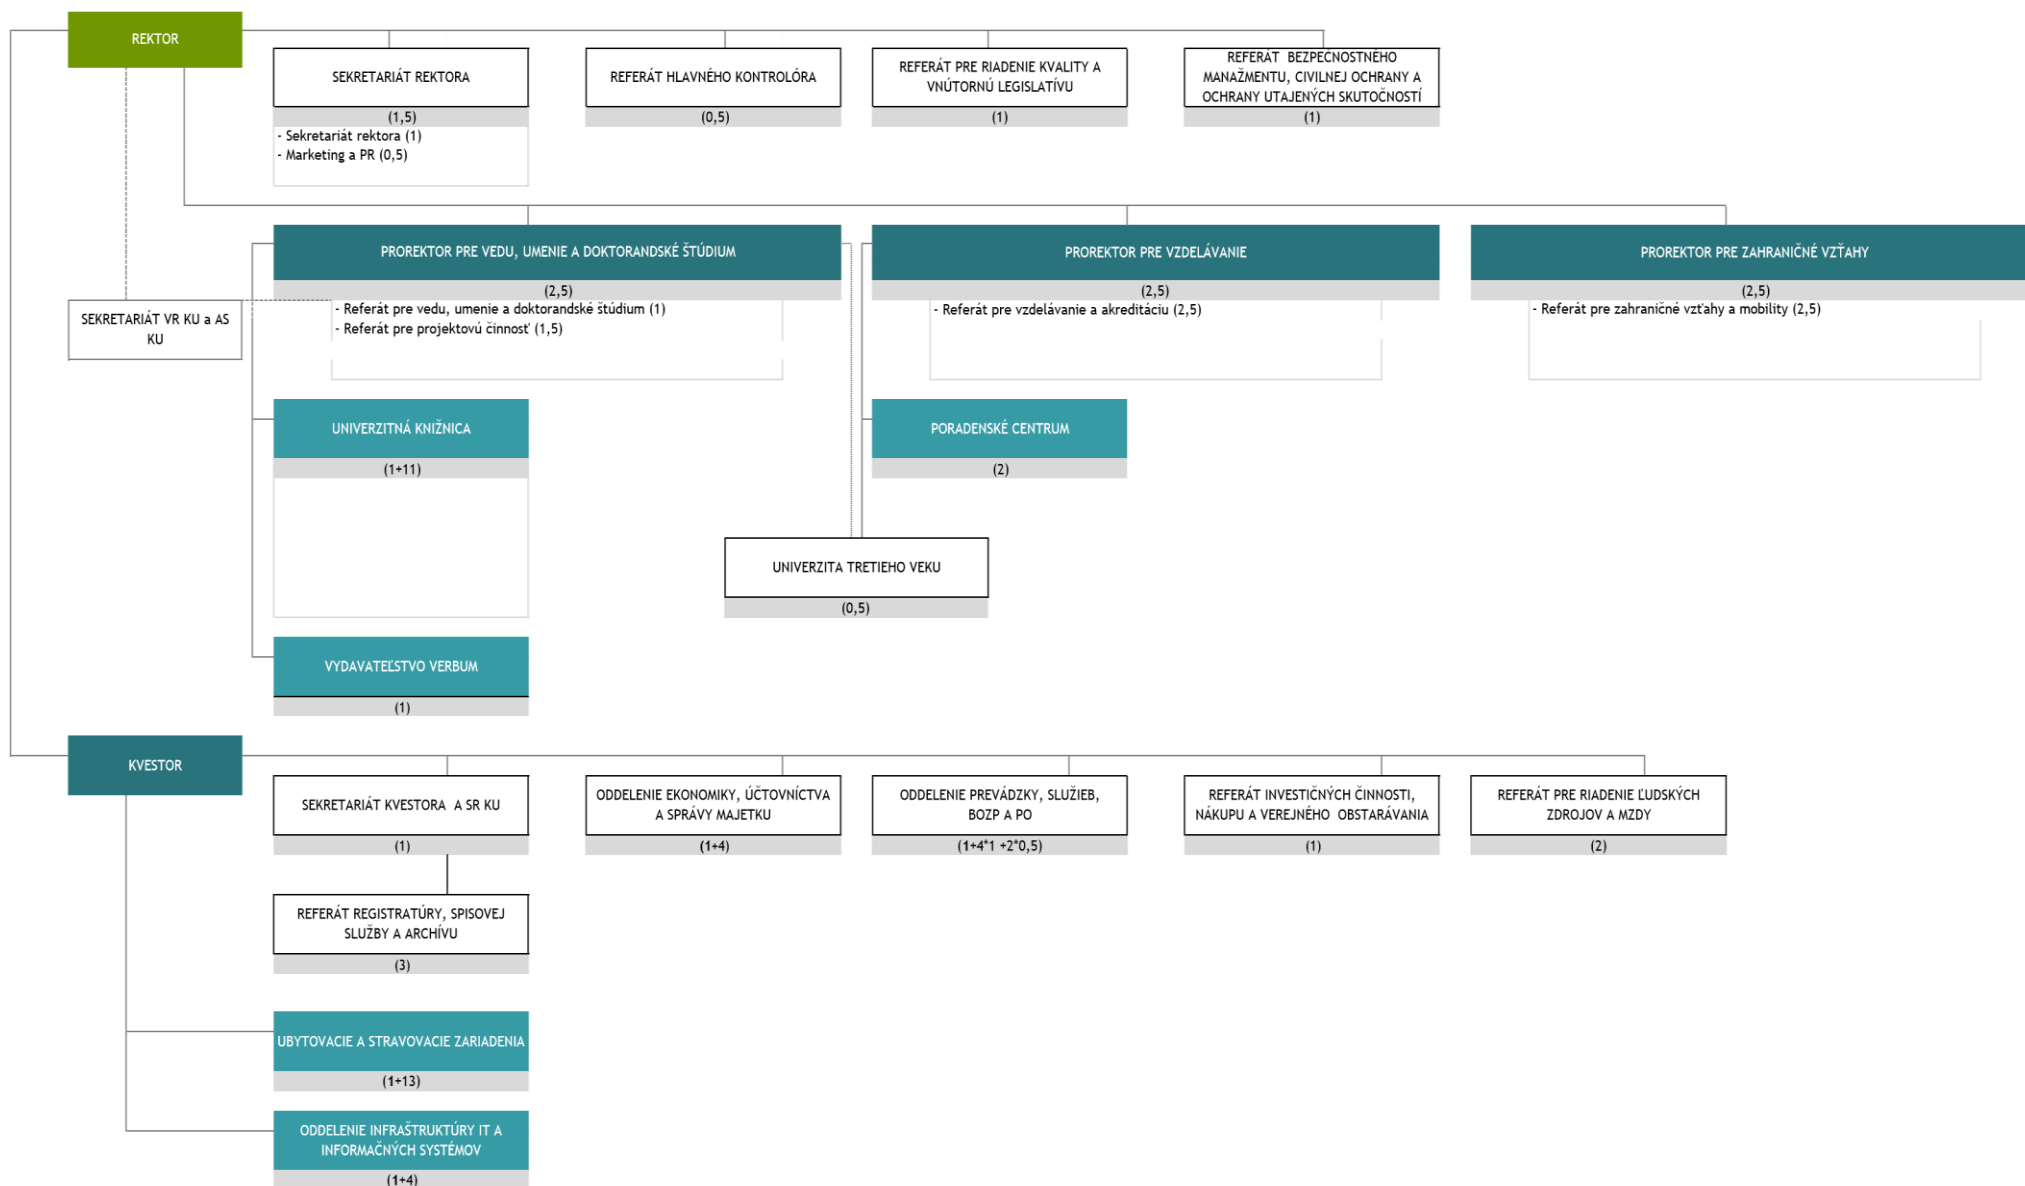 REKTOR
SEKRETARIÁT REKTORA
(1,5)
- Sekretariát rektora (1)
- Marketing a PR (0,5)
REFERÁT HLAVNÉHO KONTROLÓRA
(0,5)
REFERÁT PRE RIADENIE KVALITY A
VNÚTORNÚ LEGISLATÍVU
(1)
REFERÁT BEZPEČNOSTNÉHO
MANAŽMENTU, CIVILNEJ OCHRANY A
OCHRANY UTAJENÝCH SKUTOČNOSTÍ
(1)
PROREKTOR PRE VEDU, UMENIE A DOKTORANDSKÉ ŠTÚDIUM
(2,5)
- Referát pre vedu, umenie a doktorandské štúdium (1)
- Referát pre projektovú činnosť (1,5)
PROREKTOR PRE VZDELÁVANIE
(2,5)
- Referát pre vzdelávanie a akreditáciu (2,5)
PROREKTOR PRE ZAHRANIČNÉ VZŤAHY
(2,5)
- Referát pre zahraničné vzťahy a mobility (2,5)
SEKRETARIÁT VR KU a AS
KU
UNIVERZITNÁ KNIŽNICA
(1+11)
PORADENSKÉ CENTRUM
(2)
UNIVERZITA TRETIEHO VEKU
(0,5)
VYDAVATEĽSTVO VERBUM
(1)
KVESTOR
SEKRETARIÁT KVESTORA A SR KU
(1)
ODDELENIE EKONOMIKY, ÚČTOVNÍCTVA
A SPRÁVY MAJETKU
(1+4)
ODDELENIE PREVÁDZKY, SLUŽIEB,
BOZP A PO
(1+4*1 +2*0,5)
REFERÁT INVESTIČNÝCH ČINNOSTI,
NÁKUPU A VEREJNÉHO OBSTARÁVANIA
(1)
REFERÁT PRE RIADENIE ĽUDSKÝCH
ZDROJOV A MZDY
(2)
REFERÁT REGISTRATÚRY, SPISOVEJ
SLUŽBY A ARCHÍVU
(3)
UBYTOVACIE A STRAVOVACIE ZARIADENIA
(1+13)
ODDELENIE INFRAŠTRUKTÚRY IT A
INFORMAČNÝCH SYSTÉMOV
(1+4)